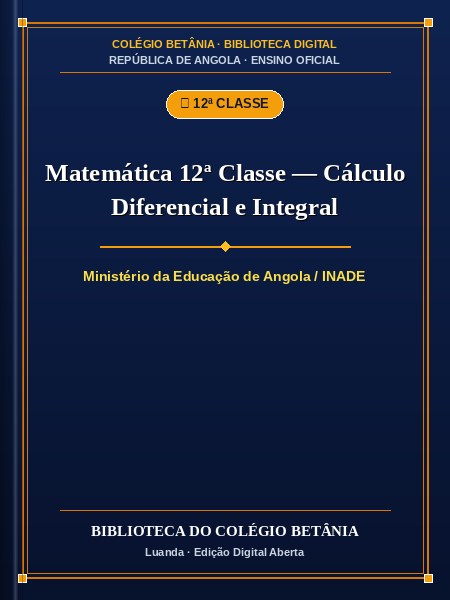 COLÉGIO BETÂNIA · BIBLIOTECA DIGITAL
REPÚBLICA DE ANGOLA · ENSINO OFICIAL
12ª CLASSE
Matemática 12ª Classe — Cálculo
Diferencial e Integral
Ministério da Educação de Angola / INADE
BIBLIOTECA DO COLÉGIO BETÂNIA
Luanda · Edição Digital Aberta